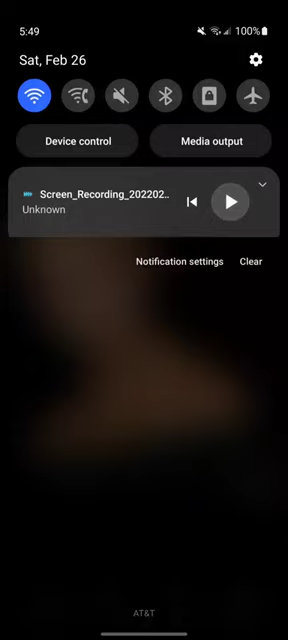 5:49
100%
Sat, Feb 26
Device control
Media output
Screen_Recording_202202..
Unknown
Notification settings
Clear
AT&T